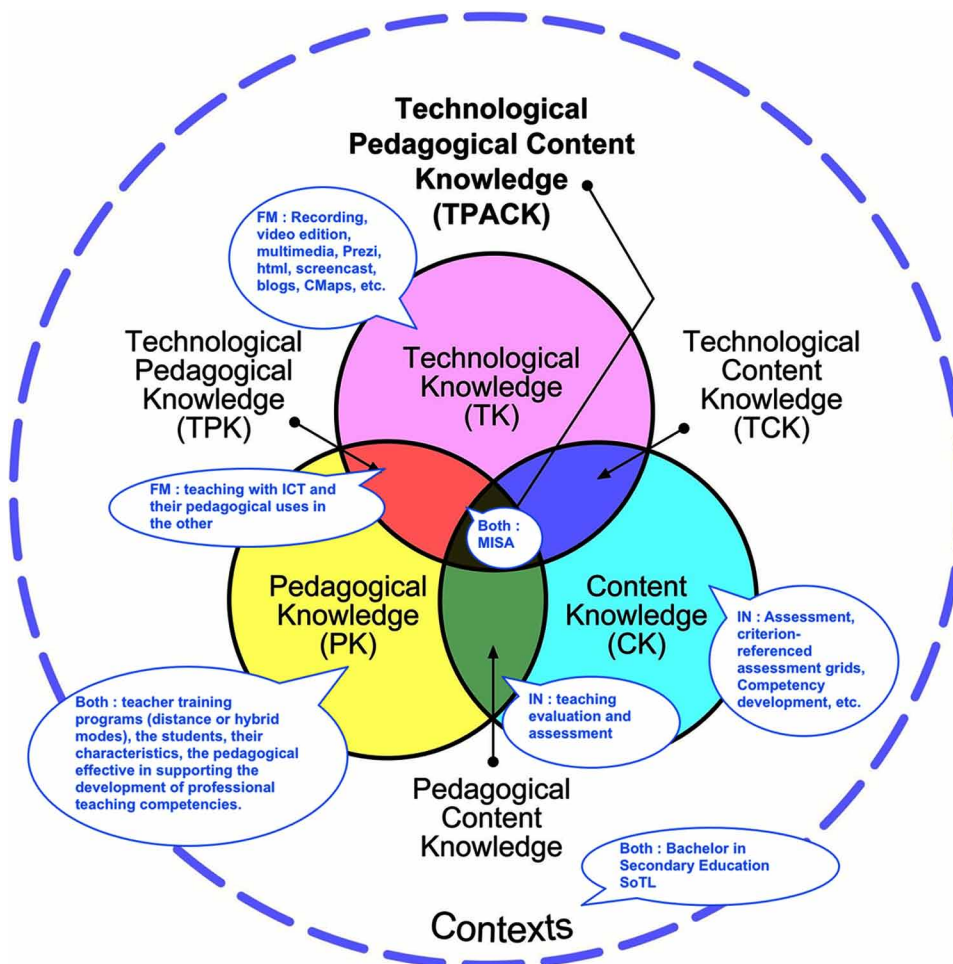 Technological
Pedagogical Content
Knowledge
(TPACK)
FM : Recording,
video edition,
multimedia, Prezi,
html, screencast,
blogs, CMaps, etc.
Technological
Pedagogical
Knowledge
(TPK)
Technological
Knowledge
(TK)
Technological
Content
Knowledge
(TCK)
FM : teaching with ICT and
their pedagogical uses in
the other
Both :
MISA
Pedagogical
Knowledge
(PK)
Content
Knowledge
(CK)
IN : Assessment,
criterion-
referenced
assessment grids,
Competency
development, etc.
Both : teacher training
programs (distance or hybrid
modes), the students, their
characteristics, the pedagogical
effective in supporting the
development of professional
teaching competencies.
IN : teaching
evaluation and
assessment
Pedagogical
Content
Knowledge
Both : Bachelor in
Secondary Education
SoTL
Contexts